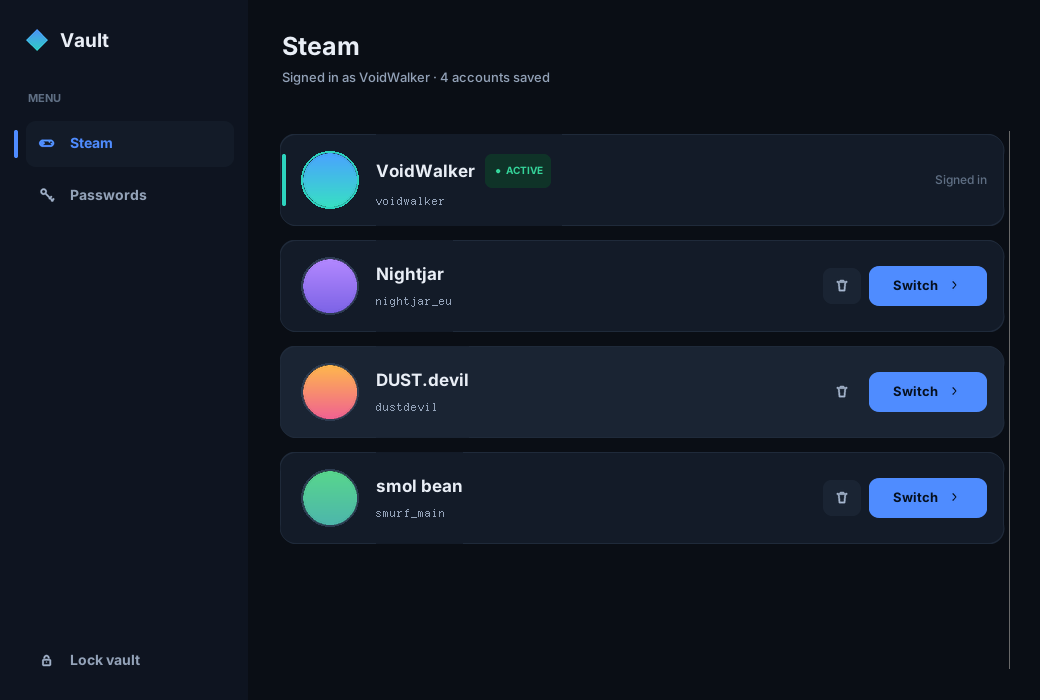 Vault
MENU
Steam
Passwords
Lock vault
Steam
Signed in as VoidWalker · 4 accounts saved
VoidWalker
• ACTIVE
voidwalker
Signed in
Nightjar
nightjar_eu
Switch
DUST.devil
dustdevil
Switch
smol bean
smurf_main
Switch